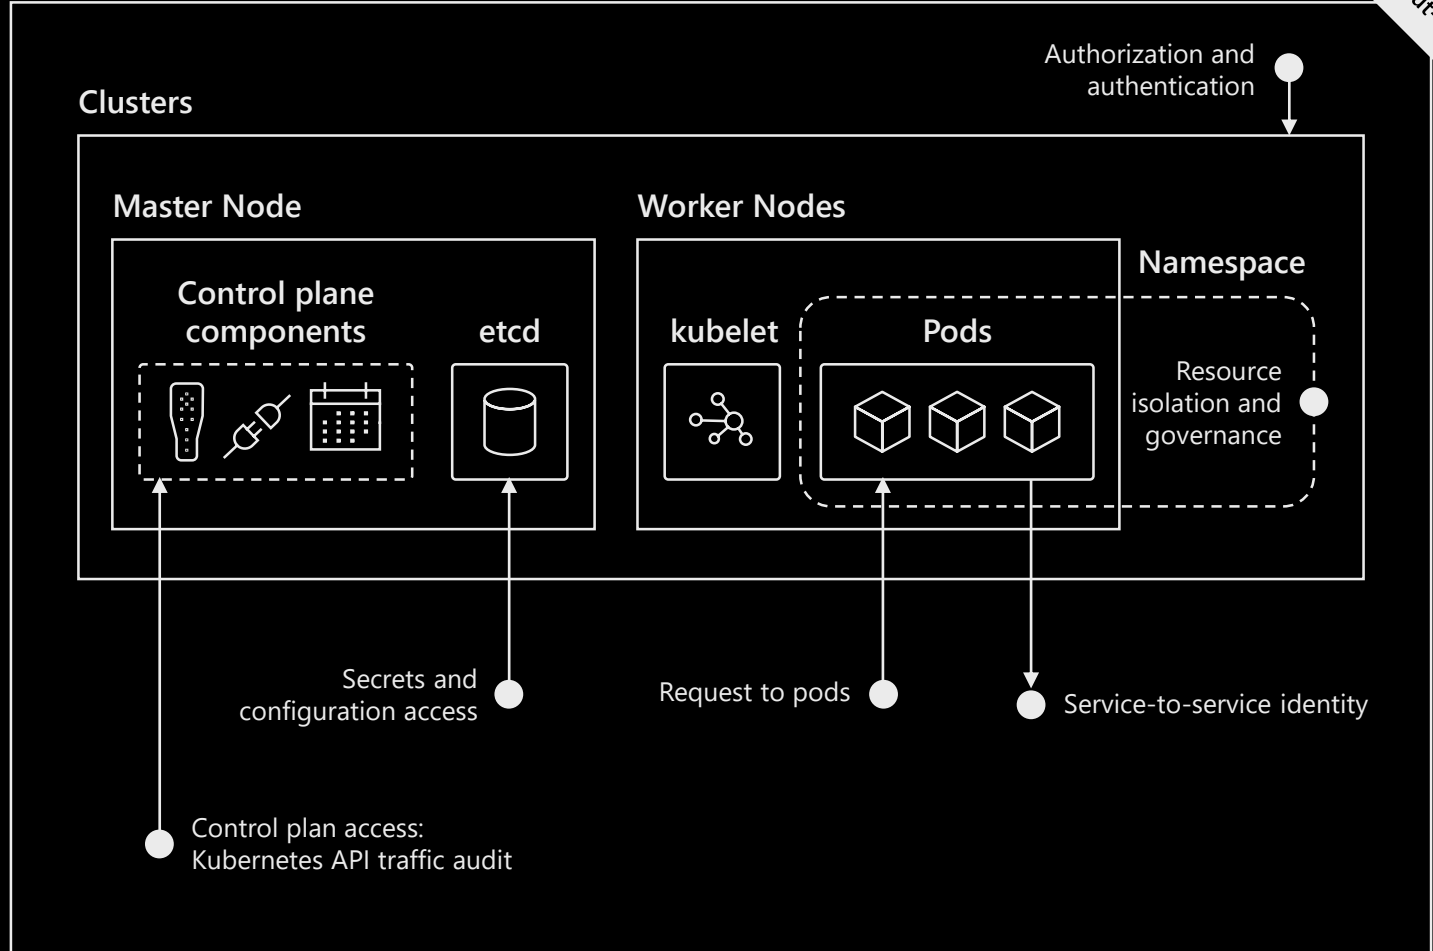 Authorization and
authentication
Clusters
Master Node
Worker Nodes
Namespace
Control plane
components
etcd
kubelet
Pods
Resource
isolation and
governance
Secrets and
configuration access
Request to pods
Service-to-service identity
Control plan access:
Kubernetes API traffic audit